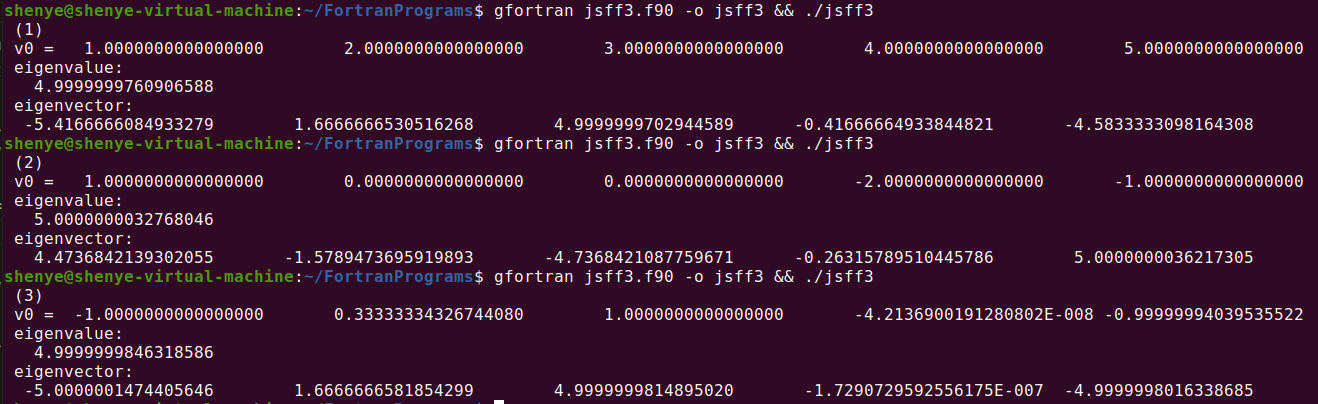 shenye@shenye-virtual-machine:~/FortranPrograms$ gfortran jsff3.f90 -o jsff3 && ./jsff3
(1)
v0 = 1.0000000000000000 2.0000000000000000 3.0000000000000000 4.0000000000000000 5.0000000000000000
eigenvalue:
4.9999999760906588
eigenvector:
-5.4166666084933279 1.6666666530516268 4.9999999702944589 -0.41666664933844821 -4.5833333098164308
shenye@shenye-virtual-machine:~/FortranPrograms$ gfortran jsff3.f90 -o jsff3 && ./jsff3
(2)
v0 = 1.0000000000000000 0.0000000000000000 0.0000000000000000 -2.0000000000000000 -1.0000000000000000
eigenvalue:
5.0000000032768046
eigenvector:
4.4736842139302055 -1.5789473695919893 -4.7368421087759671 -0.26315789510445786 5.0000000036217305
shenye@shenye-virtual-machine:~/FortranPrograms$ gfortran jsff3.f90 -o jsff3 && ./jsff3
(3)
v0 = -1.0000000000000000 0.33333334326744080 1.0000000000000000 -4.2136900191280802E-008 -0.99999994039535522
eigenvalue:
4.9999999846318586
eigenvector:
-5.0000001474405646 1.6666666581854299 4.9999999814895020 -1.7290729592556175E-007 -4.9999998016338685